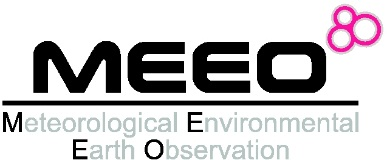 MEEO
Meteorological Environmental
Earth Observation